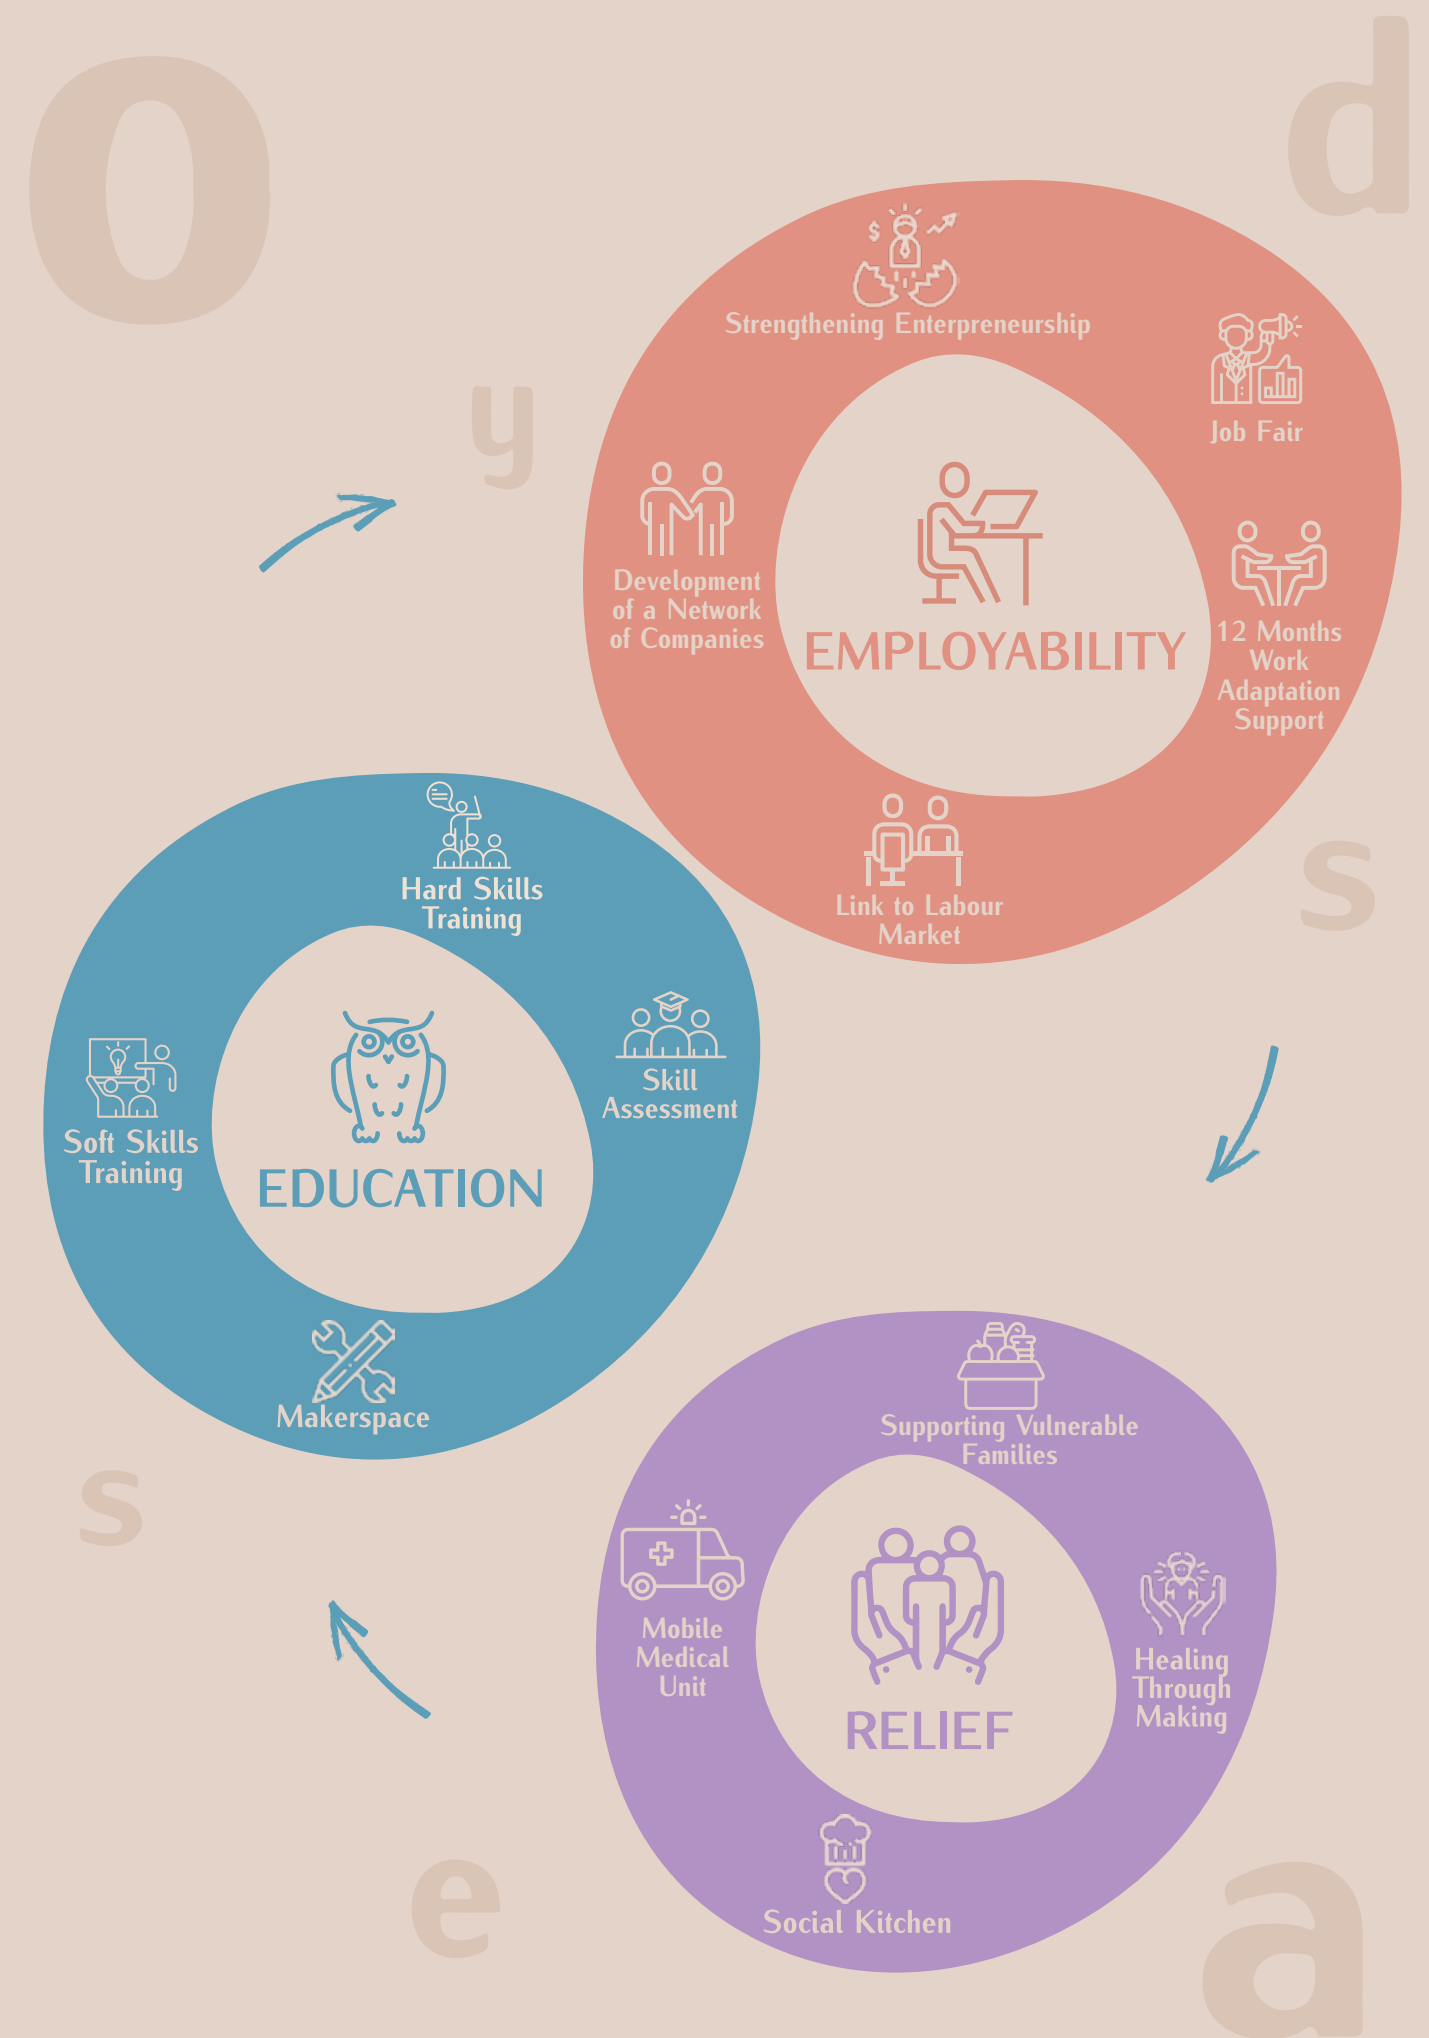 O
d
y
Strengthening Enterpreneurship
Job Fair
Development
of a Network
of Companies
EMPLOYABILITY
12 Months
Work
Adaptation
Support
Link to Labour
Market
s
Hard Skills
Training
Skill
Assessment
Soft Skills
Training
EDUCATION
Makerspace
s
Supporting Vulnerable
Families
Mobile
Medical
Unit
Healing
Through
Making
RELIEF
Social Kitchen
e
a
$